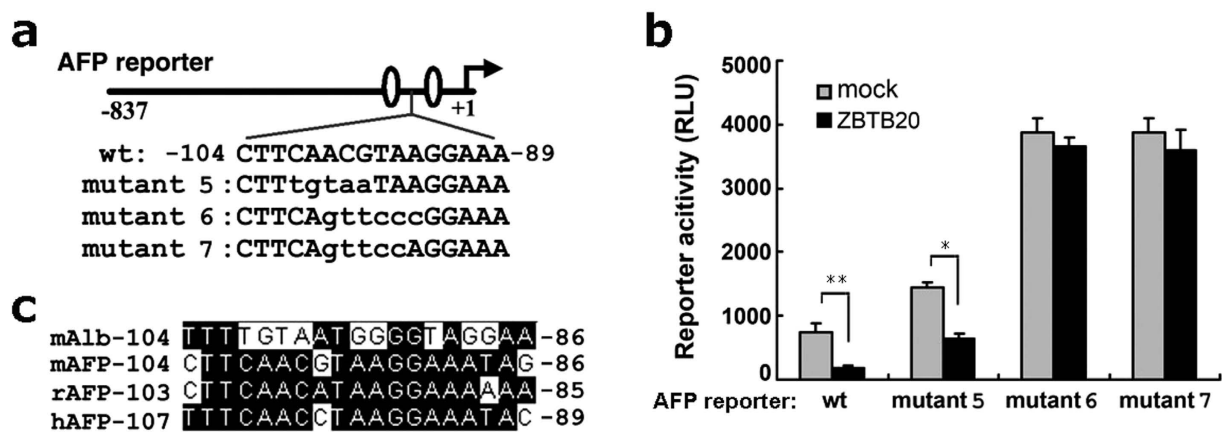 a
AFP reporter
-837
+1
wt: -104 CTTCAACGTAAGGAAA-89
mutant 5 :CTTtgtaaTAAGGAAA
mutant 6 :CTTCAgttcccGGAAA
mutant 7 :CTTCAgttccAGGAAA
b
Reporter acitivity (RLU)
5000
4000
3000
2000
1000
0
mock
ZBTB20
**
*
AFP reporter: wt mutant 5 mutant 6 mutant 7
c
mAlb-104 TTTTGTAATGGGGTAGGAA -86
mAFP-104 CTTCAACGTAAGGAAATAG -86
rAFP-103 CTTCAACATAAGGAAAAAA -85
hAFP-107 TTTCAACCTAAGGAAATAC -89